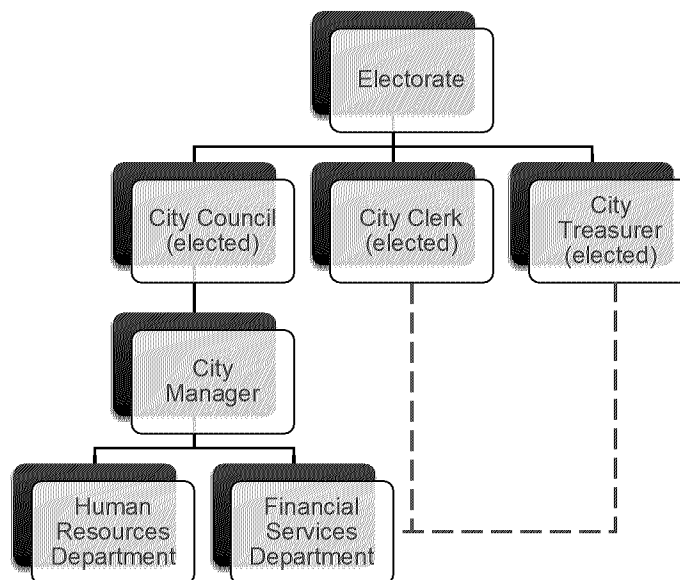 Electorate
City Council
(elected)
City Clerk
(elected)
City
Treasurer
(elected)
City
Manager
Human
Resources
Department
Financial
Services
Department